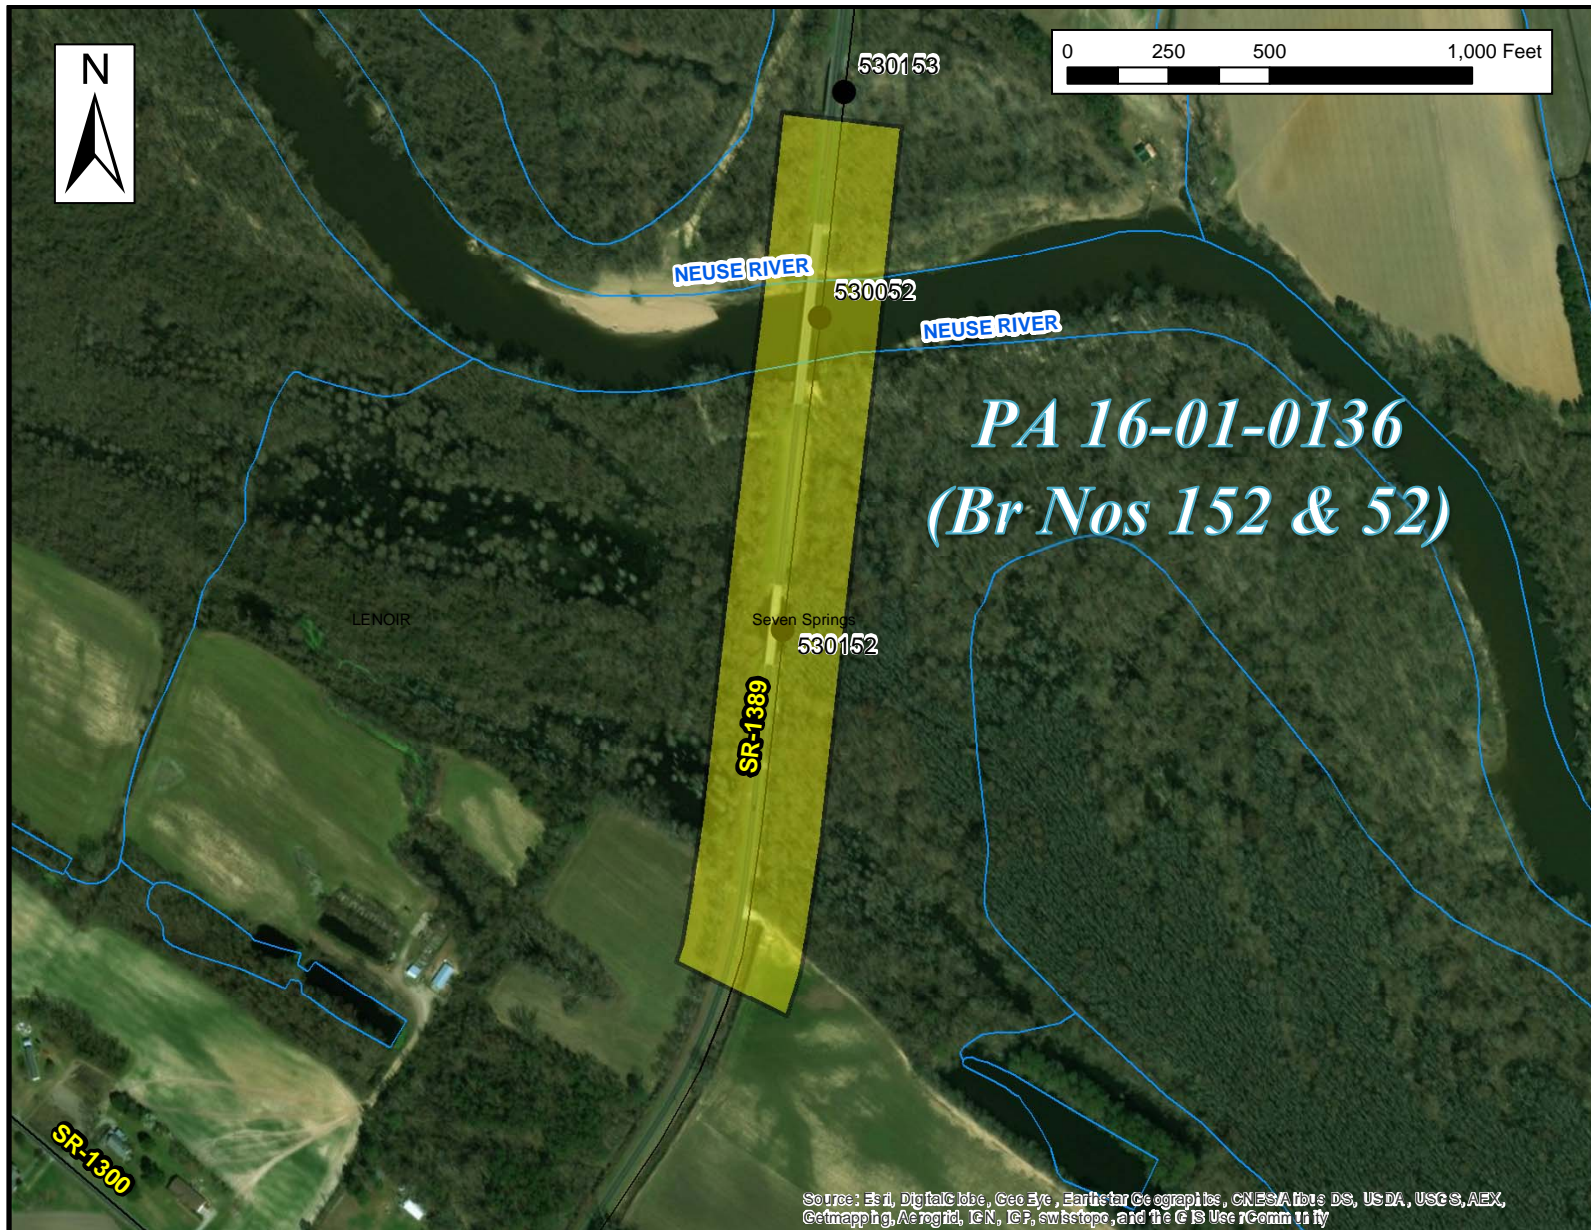 N
0 250 500 1,000 Feet
530153
NEUSE RIVER
530052
NEUSE RIVER
PA 16-01-0136
(Br Nos 152 & 52)
LENOIR
Seven Springs
530152
SR-1389
SR-1300
Source: Esri, DigitalGlobe, GeoEye, Earthstar Geographics, CNES/Airbus DS, USDA, USGS, AEX,
Getmapping, Aerogrid, IGN, IGP, swisstopo, and the GIS User Community